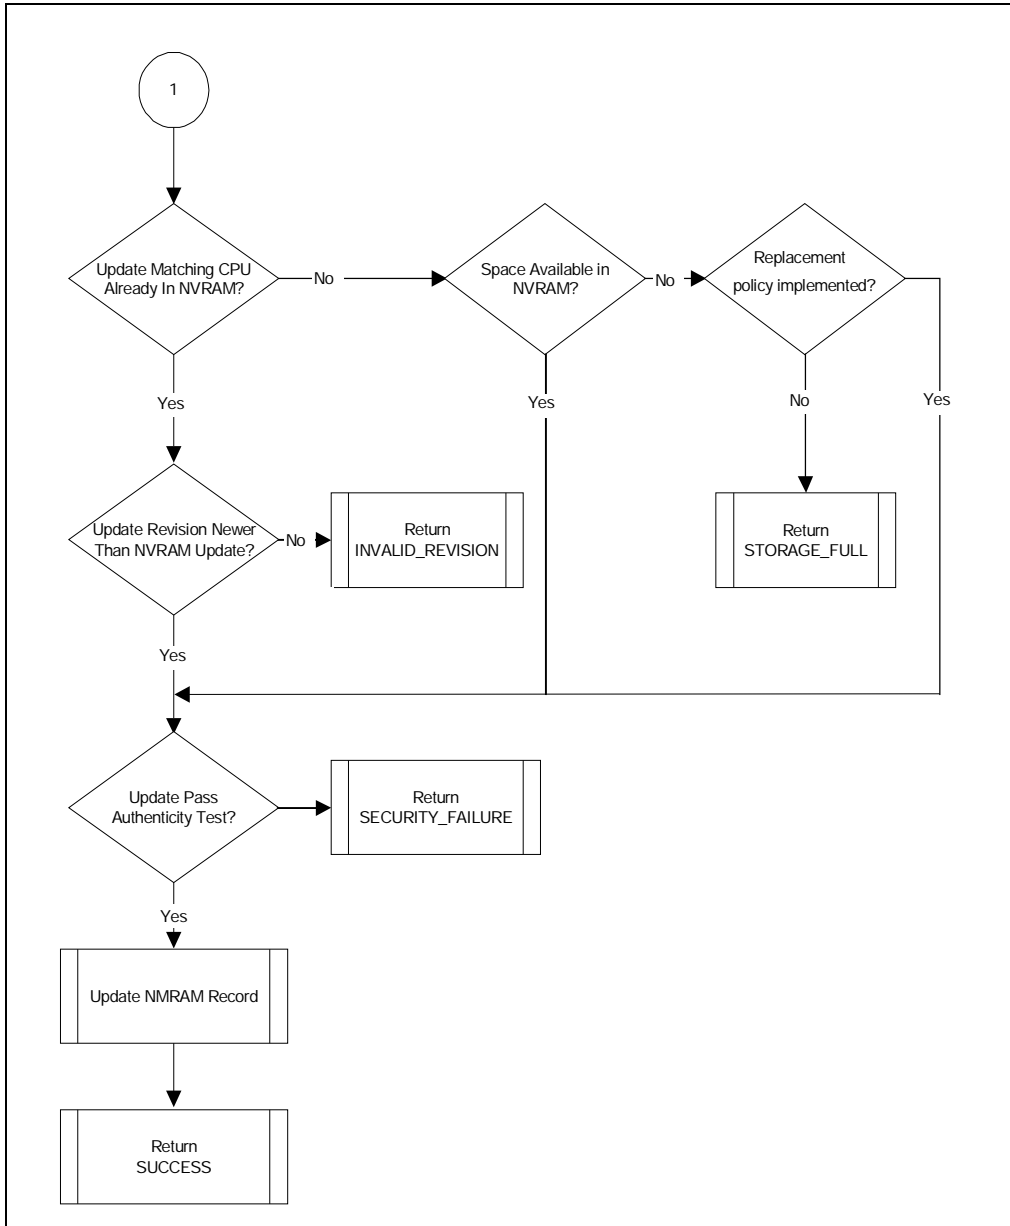 1
Update Matching CPU
Already In NVRAM?
No
Space Available in
NVRAM?
No
Replacement
policy implemented?
Yes
Yes
No
Yes
Update Revision Newer
Than NVRAM Update?
No
Return
INVALID_REVISION
Return
STORAGE_FULL
Yes
Update Pass
Authenticity Test?
Return
SECURITY_FAILURE
Yes
Update NMRAM Record
Return
SUCCESS